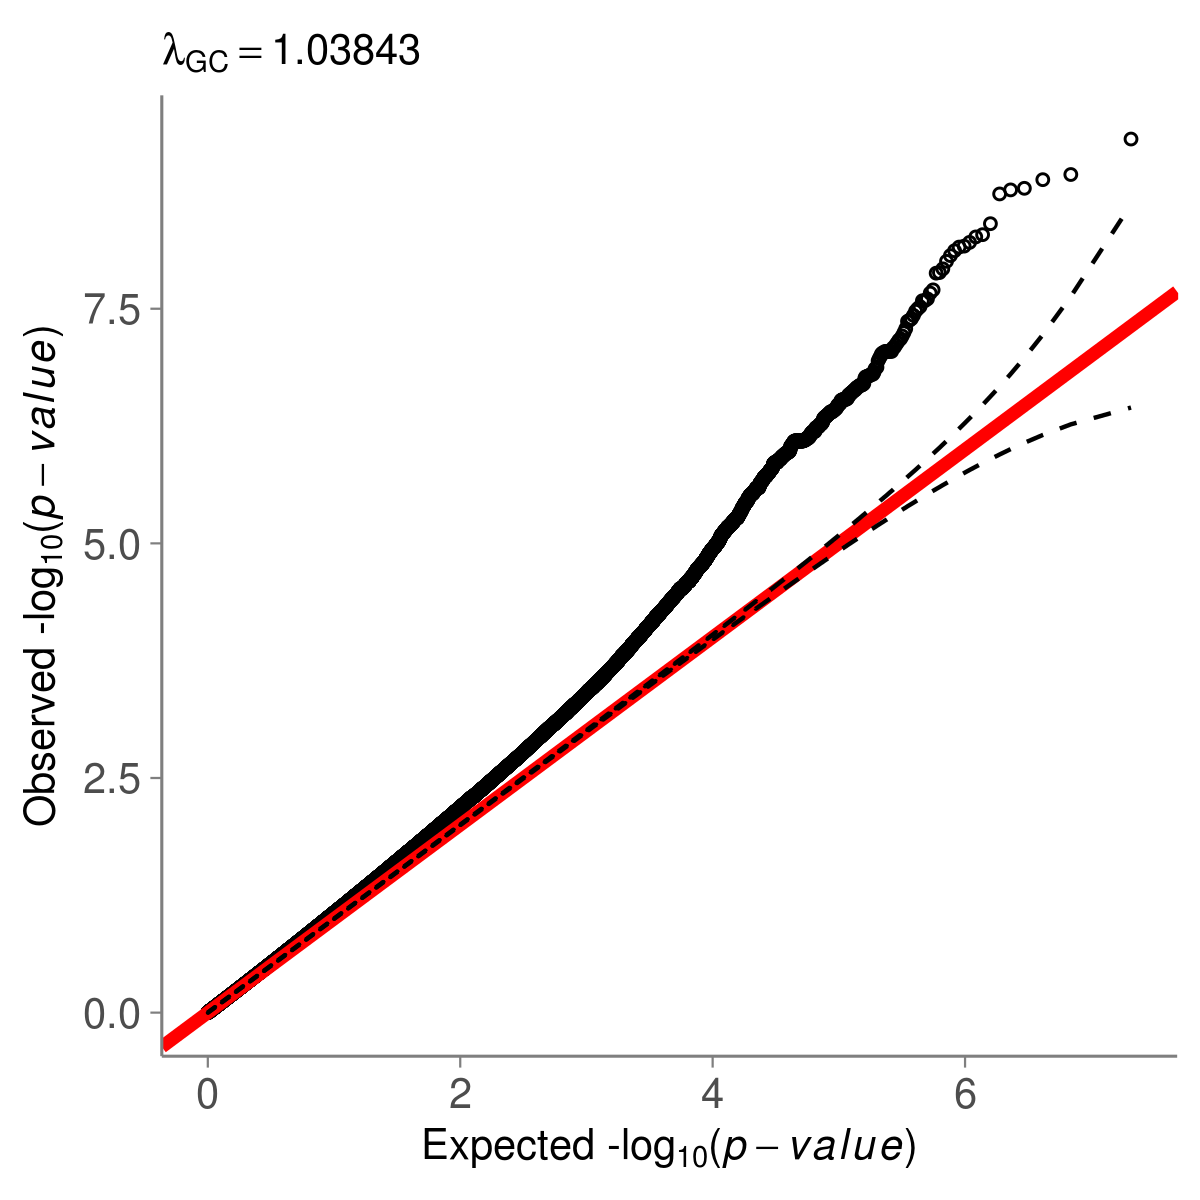 λGC = 1.03843
Observed -log10(p − value)
7.5
5.0
2.5
0.0
0 2 4 6
Expected -log10(p − value)